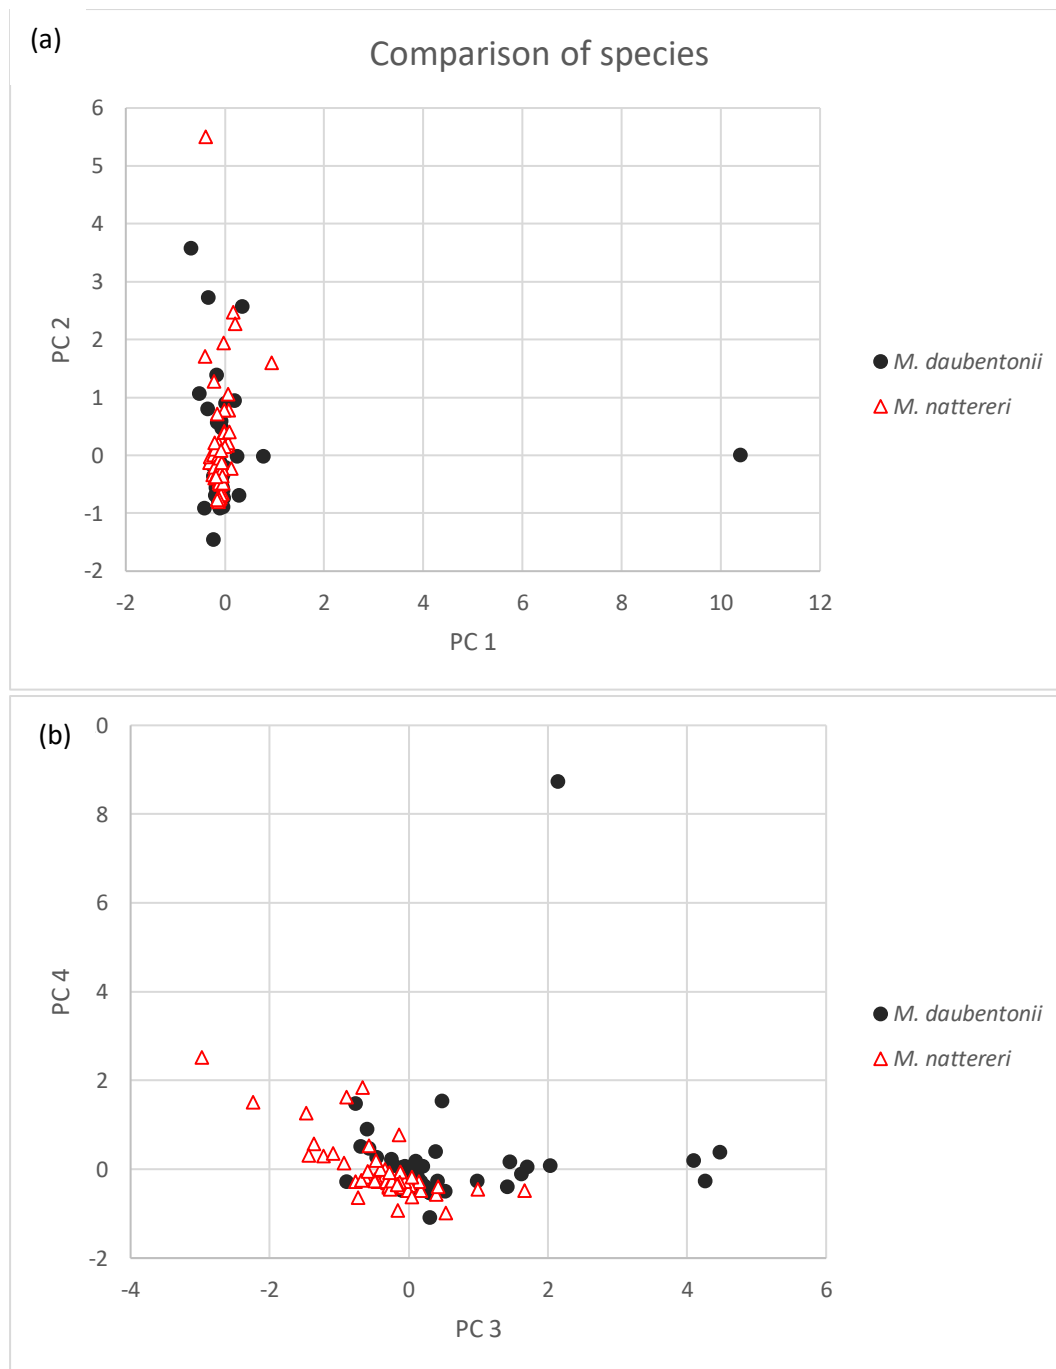 (a)
Comparison of species
6
5
4
3
2
1
0
-1
-2
-2 0 2 4 6 8 10 12
PC 1
PC 2
M. daubentonii
M. nattereri
(b)
0
8
6
4
2
0
-2
-4 -2 0 2 4 6
PC 3
PC 4
M. daubentonii
M. nattereri